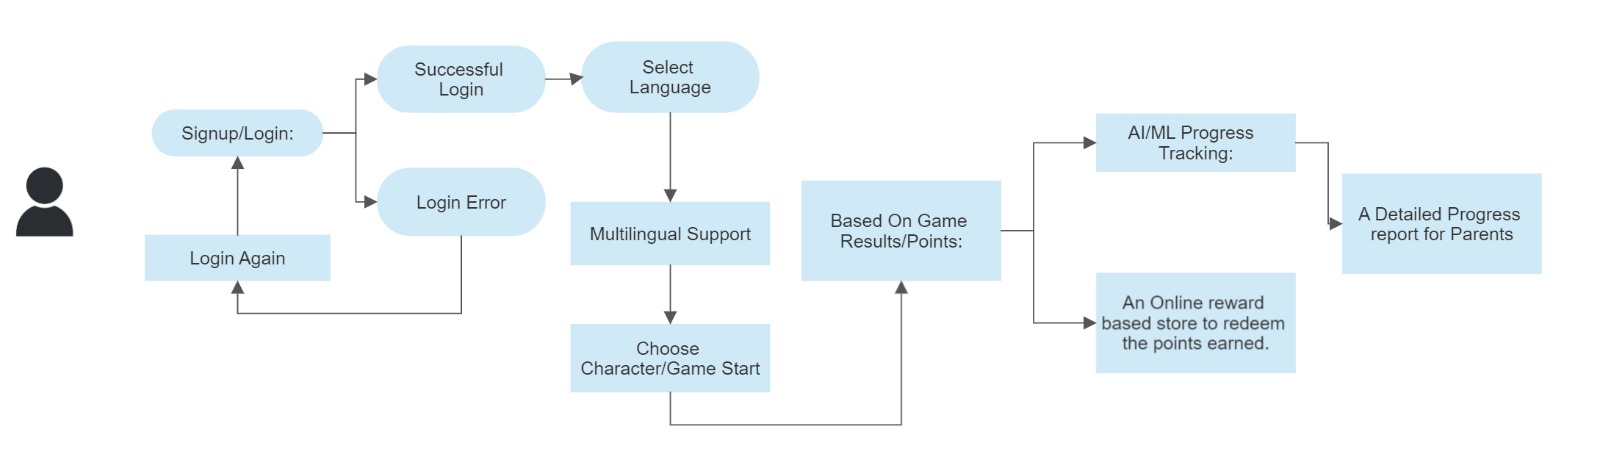 Signup/Login:
Successful
Login
Select
Language
Login Error
Login Again
Multilingual Support
Choose
Character/Game Start
Based On Game
Results/Points:
AI/ML Progress
Tracking:
A Detailed Progress
report for Parents
An Online reward
based store to redeem
the points earned.